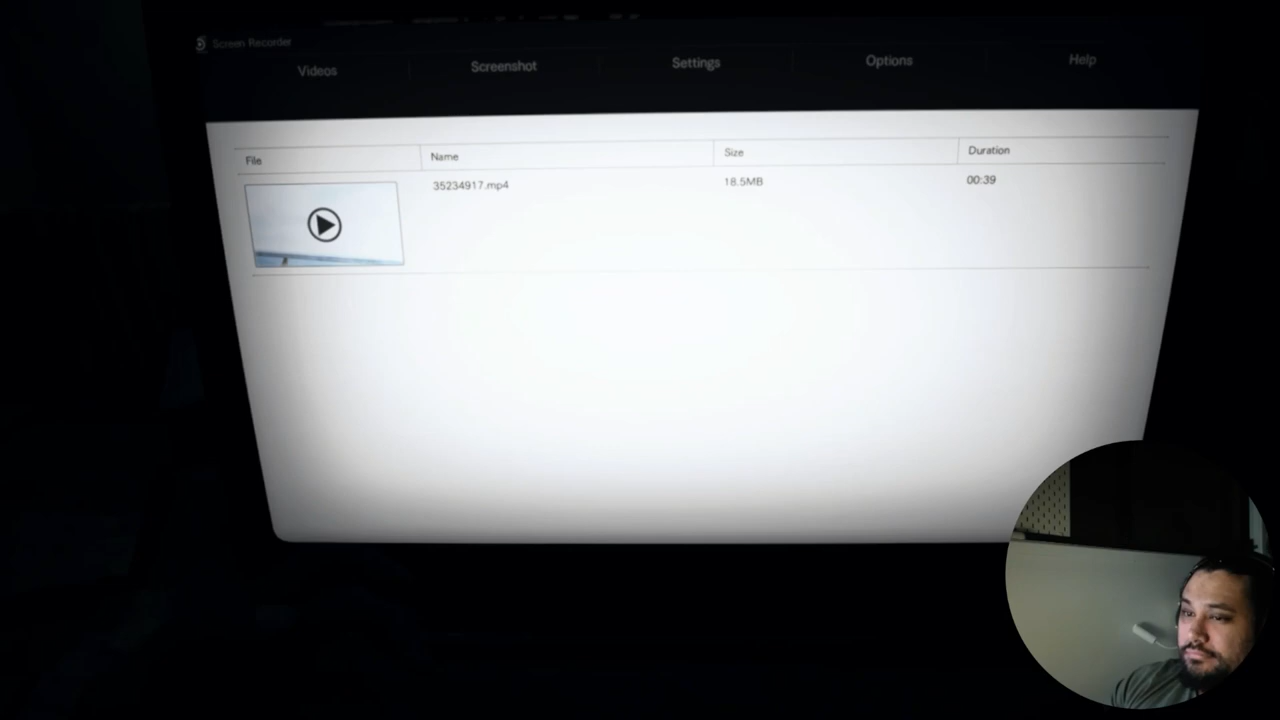 Screen Recorder
Videos Screenshot Settings Options Help
File Name Size Duration
35234917.mp4 18.5MB 00:39